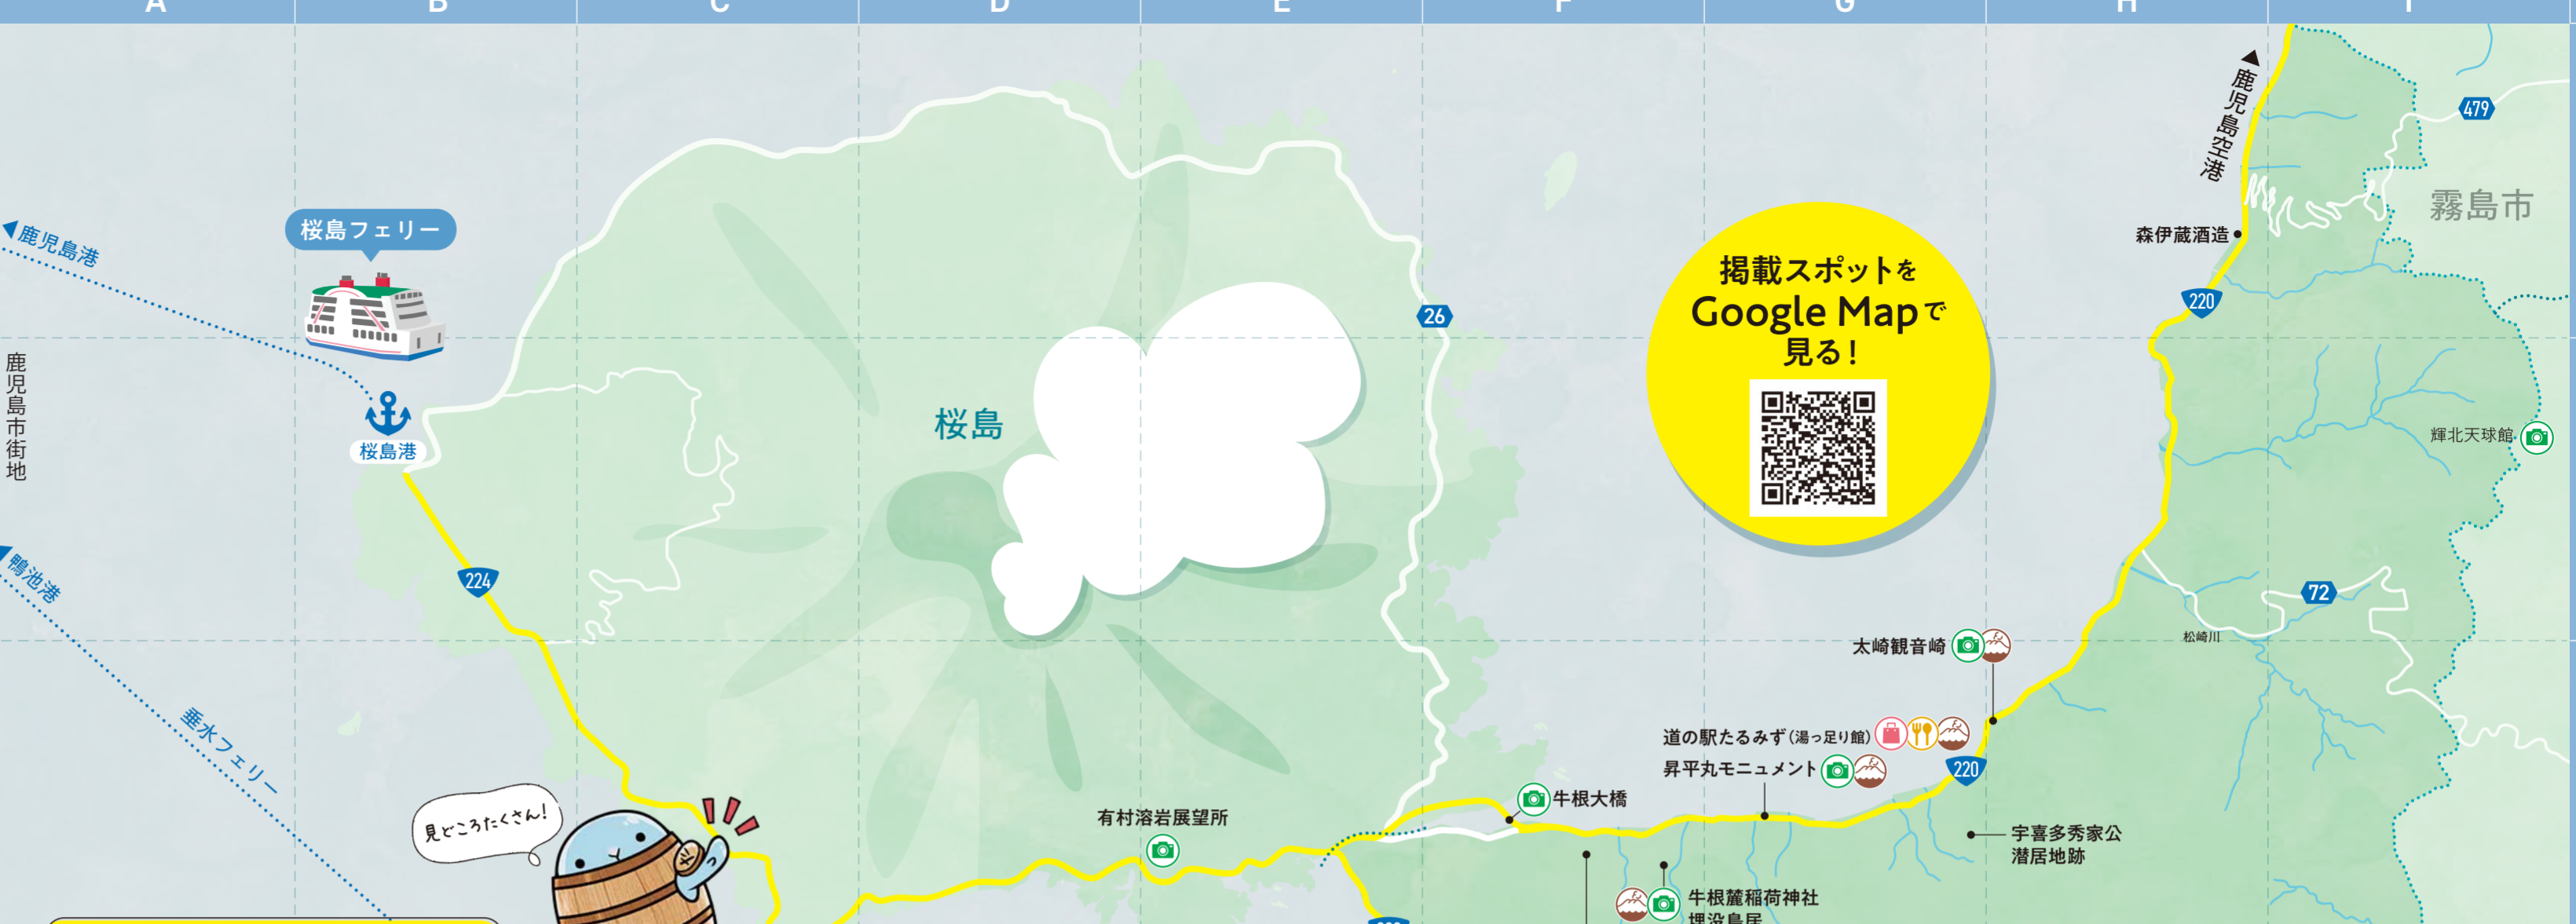 A B C D E F G H I
鹿児島空港
479
霧島市
桜島フェリー
鹿児島港
森伊蔵酒造
掲載スポットを
Google Mapで
見る!
220
26
鹿児島市街地
桜島
桜島港
輝北天球館
224
鴨池港
72
松崎川
太崎観音崎
垂水フェリー
道の駅たるみず(湯っ足り館)
昇平丸モニュメント
220
牛根大橋
見どころたくさん!
有村溶岩展望所
宇喜多秀家公
潜居地跡
牛根麓稲荷神社
埋没鳥居